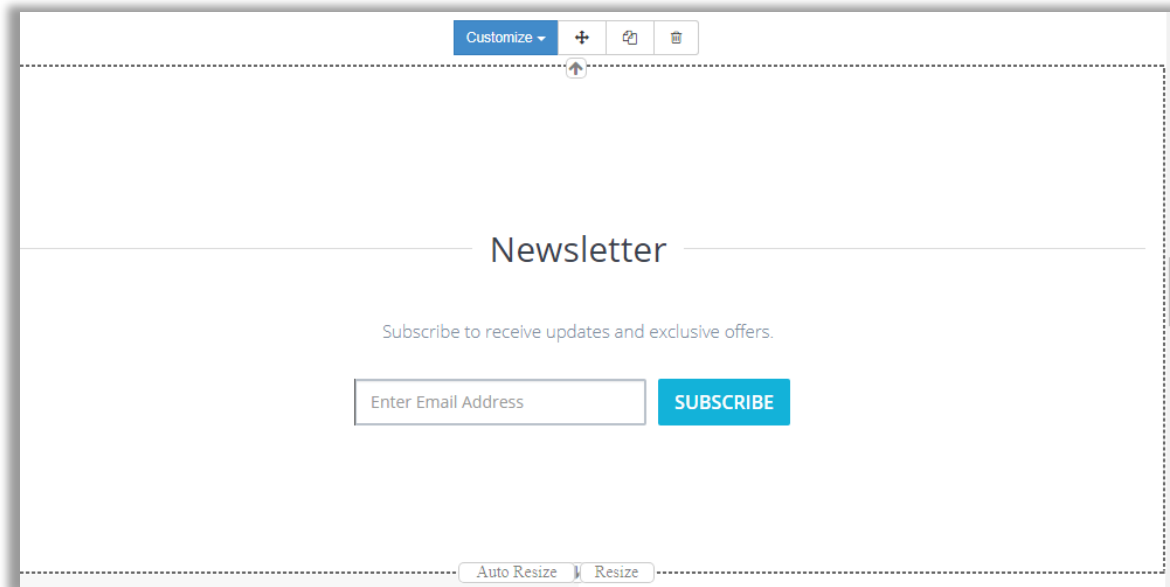 Customize
Newsletter
Subscribe to receive updates and exclusive offers.
Enter Email Address SUBSCRIBE
Auto Resize Resize